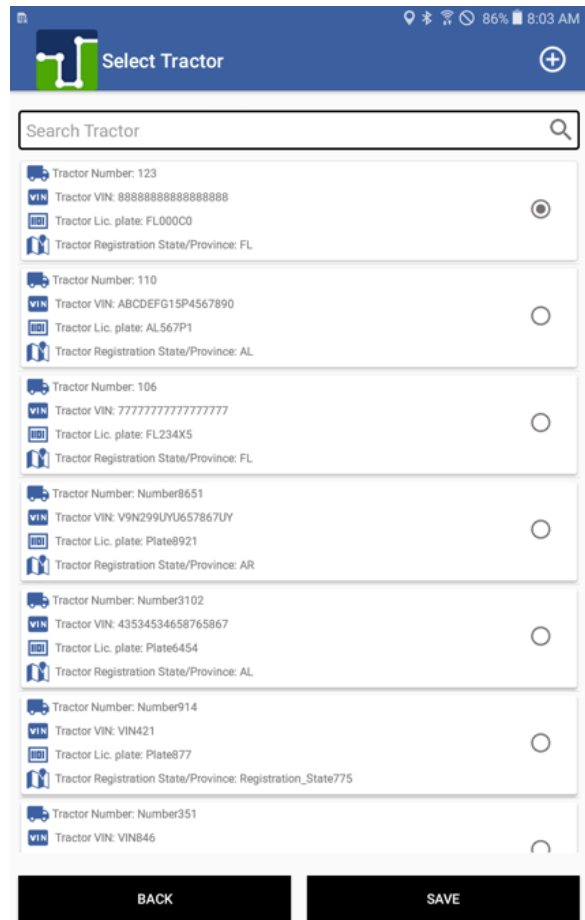 86% 8:03 AM
Select Tractor
Search Tractor
Tractor Number: 123
VIN Tractor VIN: 88888888888888888
Tractor Lic. plate: FL000C0
Tractor Registration State/Province: FL
Tractor Number: 110
VIN Tractor VIN: ABCDEFG15P4567890
Tractor Lic. plate: AL567P1
Tractor Registration State/Province: AL
Tractor Number: 106
VIN Tractor VIN: 77777777777777777
Tractor Lic. plate: FL234X5
Tractor Registration State/Province: FL
Tractor Number: Number8651
VIN Tractor VIN: V9N299UYU657867UY
Tractor Lic. plate: Plate8921
Tractor Registration State/Province: AR
Tractor Number: Number3102
VIN Tractor VIN: 43534534658765867
Tractor Lic. plate: Plate6454
Tractor Registration State/Province: AL
Tractor Number: Number914
VIN Tractor VIN: VIN421
Tractor Lic. plate: Plate877
Tractor Registration State/Province: Registration_State775
Tractor Number: Number351
VIN Tractor VIN: VIN846
BACK SAVE